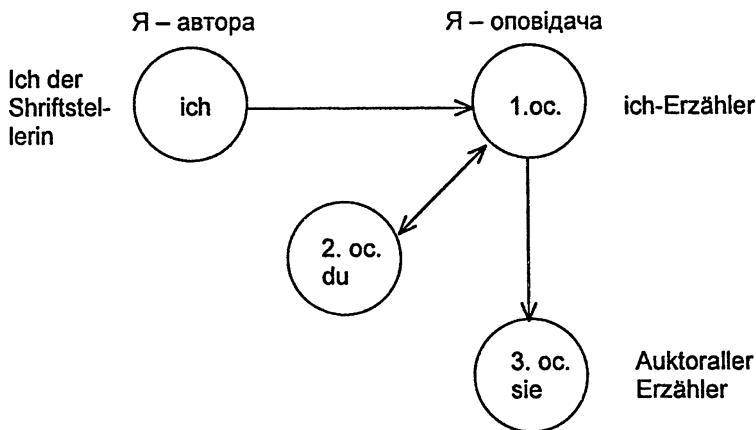 Я – автора
Я – оповідача
Ich der
Shriftstel-
lerin
ich
1.ос.
ich-Erzähler
2. ос.
du
3. ос.
sie
Auktoraller
Erzähler